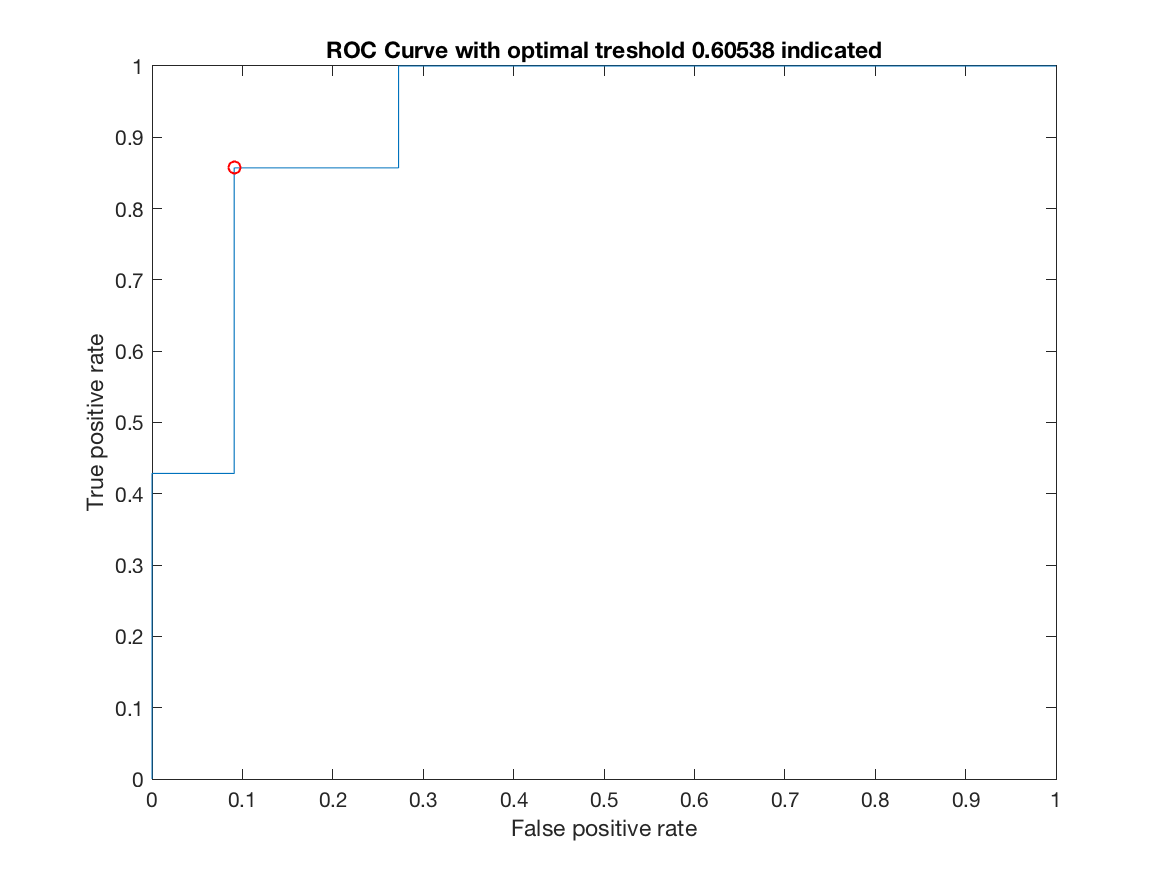 ROC Curve with optimal treshold 0.60538 indicated
1
0.9
0.8
0.7
0.6
0.5
0.4
0.3
0.2
0.1
0
True positive rate
0 0.1 0.2 0.3 0.4 0.5 0.6 0.7 0.8 0.9 1
False positive rate